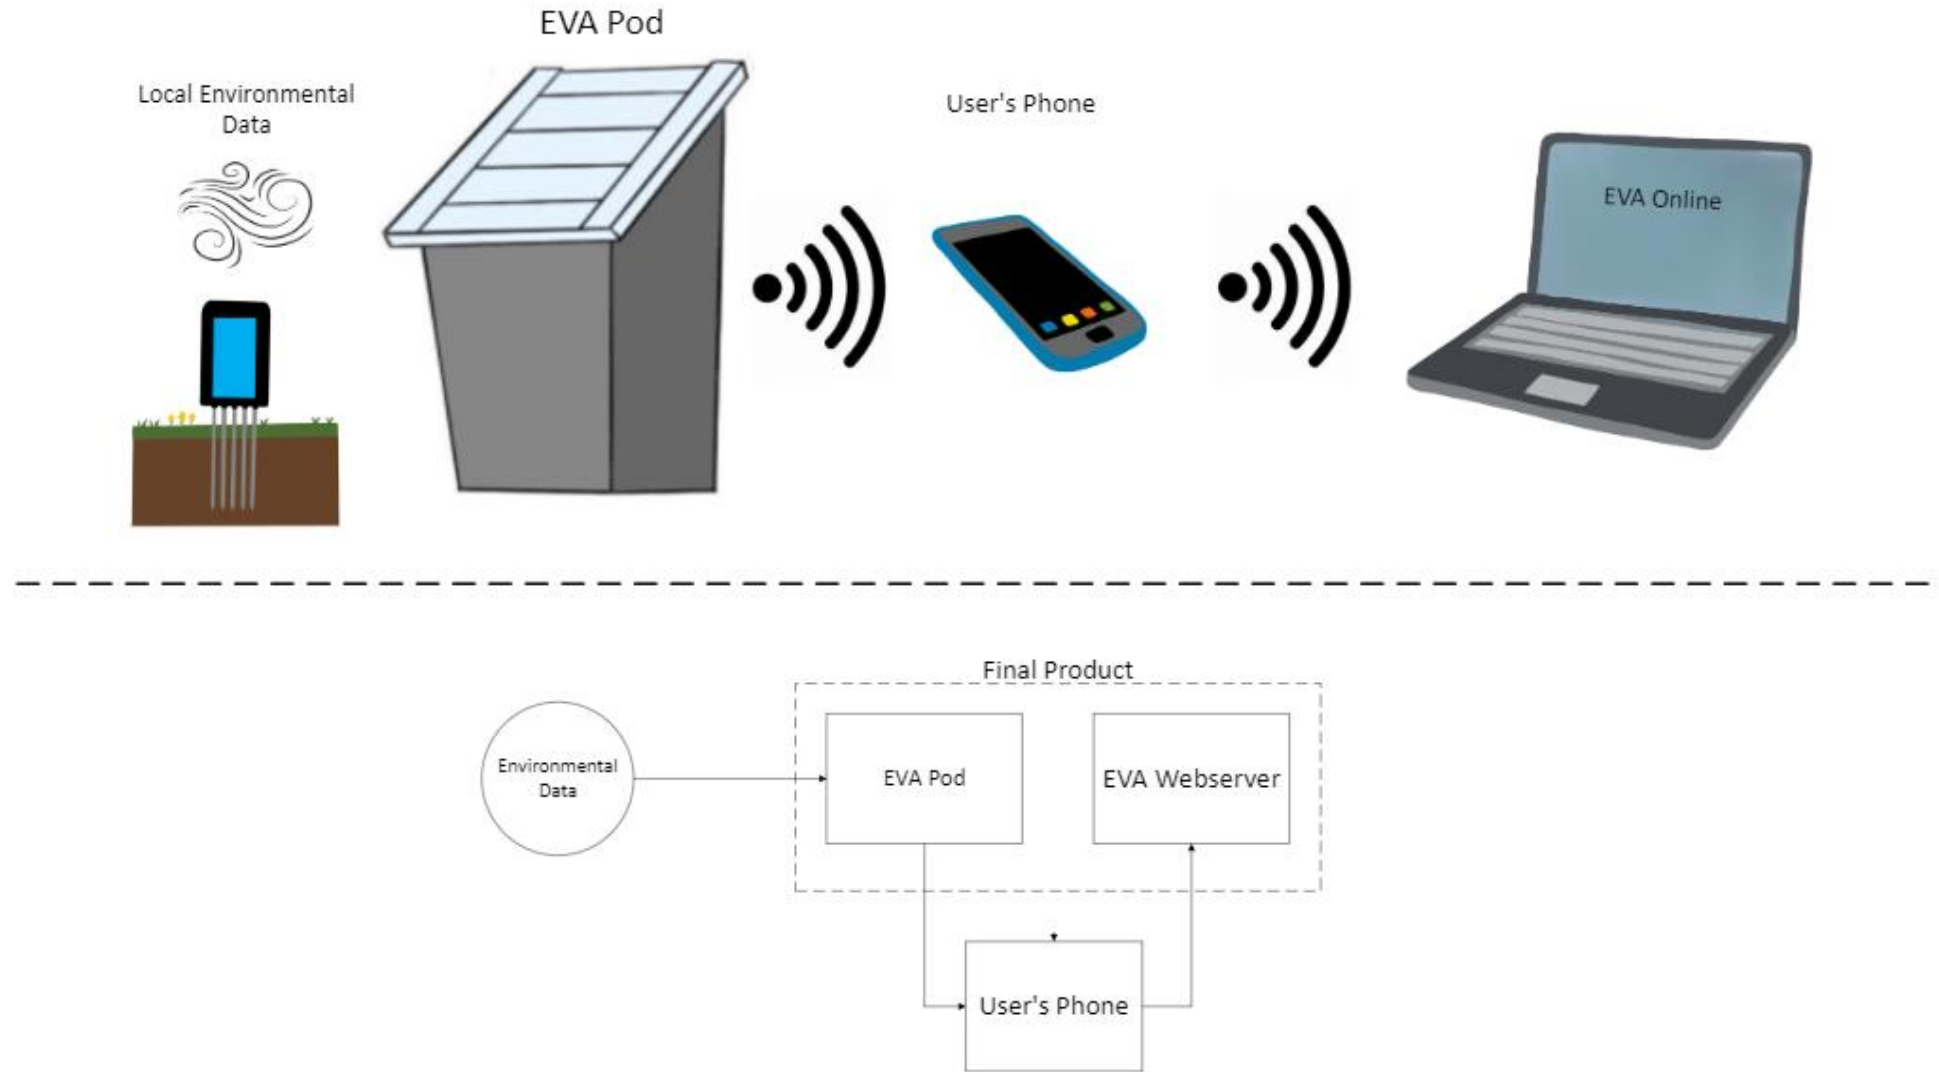 EVA Pod
Local Environmental
Data
User's Phone
EVA Online
Final Product
Environmental
Data
EVA Pod
EVA Webserver
User's Phone